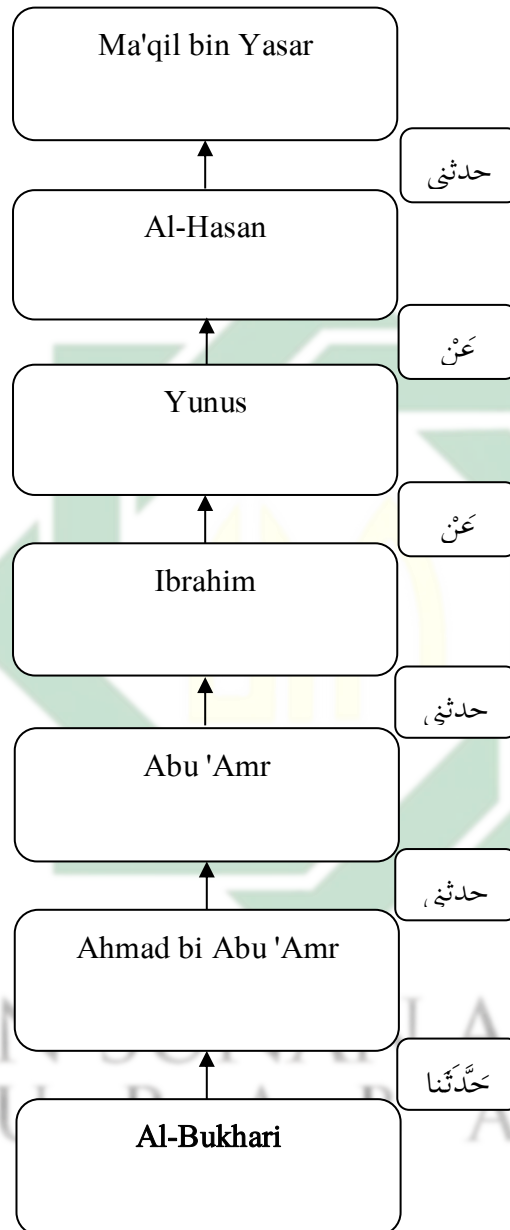 Ma'qil bin Yasar
حدثنى
Al-Hasan
عَنْ
Yunus
عَنْ
Ibrahim
حدثنى
Abu 'Amr
حدثنى
Ahmad bi Abu 'Amr
حَدَّثَنا
Al-Bukhari